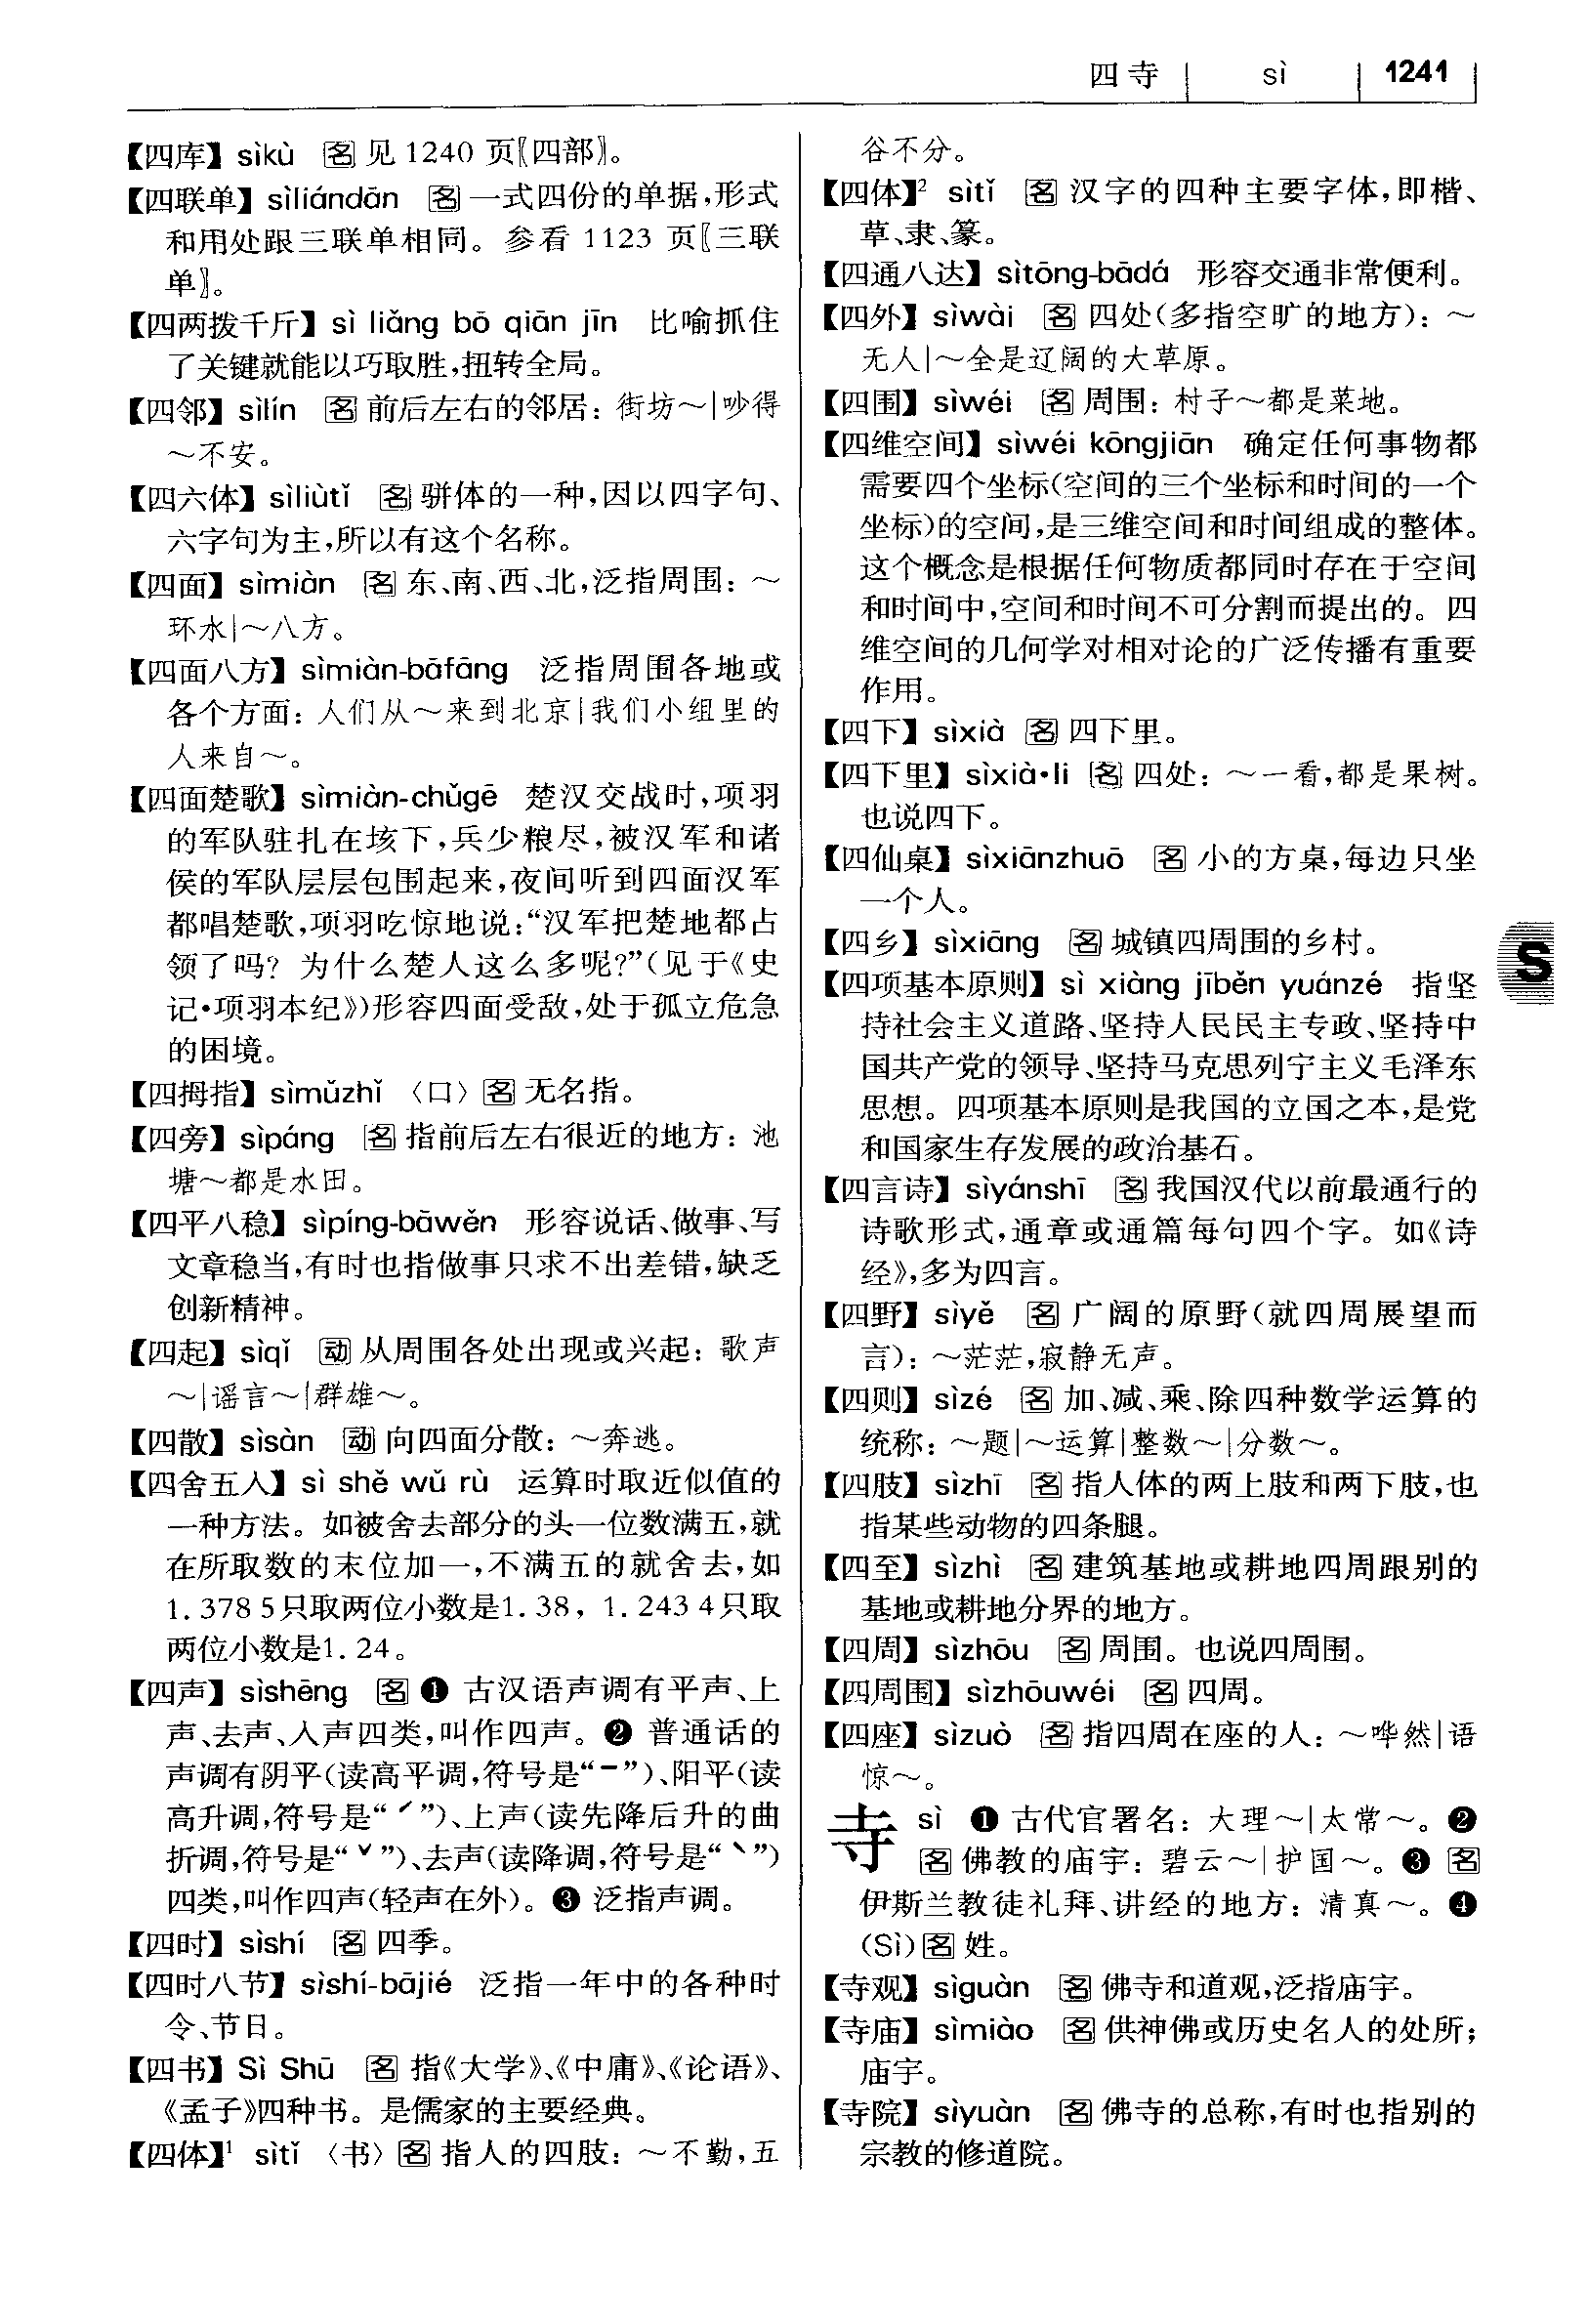 四寺 sì 1241
【四库】sìkù 名 见1240页〖四部〗。
【四联单】sìliándān 名 一式四份的单据,形式
和用处跟三联单相同。参看1123页〖三联
单〗。
【四两拨千斤】sì liǎng bō qiān jīn 比喻抓住
了关键就能以巧取胜,扭转全局。
【四邻】sìlín 名 前后左右的邻居：街坊～|吵得
～不安。
【四六体】sìliùtǐ 名 骈体的一种,因以四字句、
六字句为主,所以有这个名称。
【四面】sìmiàn 名 东、南、西、北,泛指周围：～
环水|～八方。
【四面八方】sìmiàn-bāfāng 泛指周围各地或
各个方面：人们从～来到北京|我们小组里的
人来自～。
【四面楚歌】sìmiàn-chǔgē 楚汉交战时,项羽
的军队驻扎在垓下,兵少粮尽,被汉军和诸
侯的军队层层包围起来,夜间听到四面汉军
都唱楚歌,项羽吃惊地说:“汉军把楚地都占
领了吗? 为什么楚人这么多呢?”(见于《史
记·项羽本纪》)形容四面受敌,处于孤立危急
的困境。
【四拇指】sìmǔzhǐ 〈口〉名 无名指。
【四旁】sìpáng 名 指前后左右很近的地方：池
塘～都是水田。
【四平八稳】sìpíng-bāwěn 形容说话、做事、写
文章稳当,有时也指做事只求不出差错,缺乏
创新精神。
【四起】sìqǐ 动 从周围各处出现或兴起：歌声
～|谣言～|群雄～。
【四散】sìsàn 动 向四面分散：～奔逃。
【四舍五入】sì shě wǔ rù 运算时取近似值的
一种方法。如被舍去部分的头一位数满五,就
在所取数的末位加一,不满五的就舍去,如
1.378 5只取两位小数是1.38, 1.243 4只取
两位小数是1.24。
【四声】sìshēng 名 ❶ 古汉语声调有平声、上
声、去声、入声四类,叫作四声。❷ 普通话的
声调有阴平(读高平调,符号是“ˉ”)、阳平(读
高升调,符号是“ˊ”)、上声(读先降后升的曲
折调,符号是“ˇ”)、去声(读降调,符号是“ˋ”)
四类,叫作四声(轻声在外)。❸ 泛指声调。
【四时】sìshí 名 四季。
【四时八节】sìshí-bājié 泛指一年中的各种时
令、节日。
【四书】Sì Shū 名 指《大学》、《中庸》、《论语》、
《孟子》四种书。是儒家的主要经典。
【四体】¹ sìtǐ 〈书〉名 指人的四肢：～不勤,五
谷不分。
【四体】² sìtǐ 名 汉字的四种主要字体,即楷、
草、隶、篆。
【四通八达】sìtōng-bādá 形容交通非常便利。
【四外】sìwài 名 四处(多指空旷的地方)：～
无人|～全是辽阔的大草原。
【四围】sìwéi 名 周围：村子～都是菜地。
【四维空间】sìwéi kōngjiān 确定任何事物都
需要四个坐标(空间的三个坐标和时间的一个
坐标)的空间,是三维空间和时间组成的整体。
这个概念是根据任何物质都同时存在于空间
和时间中,空间和时间不可分割而提出的。四
维空间的几何学对相对论的广泛传播有重要
作用。
【四下】sìxià 名 四下里。
【四下里】sìxià·li 名 四处：～一看,都是果树。
也说四下。
【四仙桌】sìxiānzhuō 名 小的方桌,每边只坐
一个人。
【四乡】sìxiāng 名 城镇四周围的乡村。
【四项基本原则】sì xiàng jīběn yuánzé 指坚
持社会主义道路、坚持人民民主专政、坚持中
国共产党的领导、坚持马克思列宁主义毛泽东
思想。四项基本原则是我国的立国之本,是党
和国家生存发展的政治基石。
【四言诗】sìyánshī 名 我国汉代以前最通行的
诗歌形式,通章或通篇每句四个字。如《诗
经》,多为四言。
【四野】sìyě 名 广阔的原野(就四周展望而
言)：～茫茫,寂静无声。
【四则】sìzé 名 加、减、乘、除四种数学运算的
统称：～题|～运算|整数～|分数～。
【四肢】sìzhī 名 指人体的两上肢和两下肢,也
指某些动物的四条腿。
【四至】sìzhì 名 建筑基地或耕地四周跟别的
基地或耕地分界的地方。
【四周】sìzhōu 名 周围。也说四周围。
【四周围】sìzhōuwéi 名 四周。
【四座】sìzuò 名 指四周在座的人：～哗然|语
惊～。
寺 sì ❶ 古代官署名：大理～|太常～。❷
名 佛教的庙宇：碧云～|护国～。❸ 名
伊斯兰教徒礼拜、讲经的地方：清真～。❹
(Sì) 名 姓。
【寺观】sìguàn 名 佛寺和道观,泛指庙宇。
【寺庙】sìmiào 名 供神佛或历史名人的处所;
庙宇。
【寺院】sìyuàn 名 佛寺的总称,有时也指别的
宗教的修道院。
S